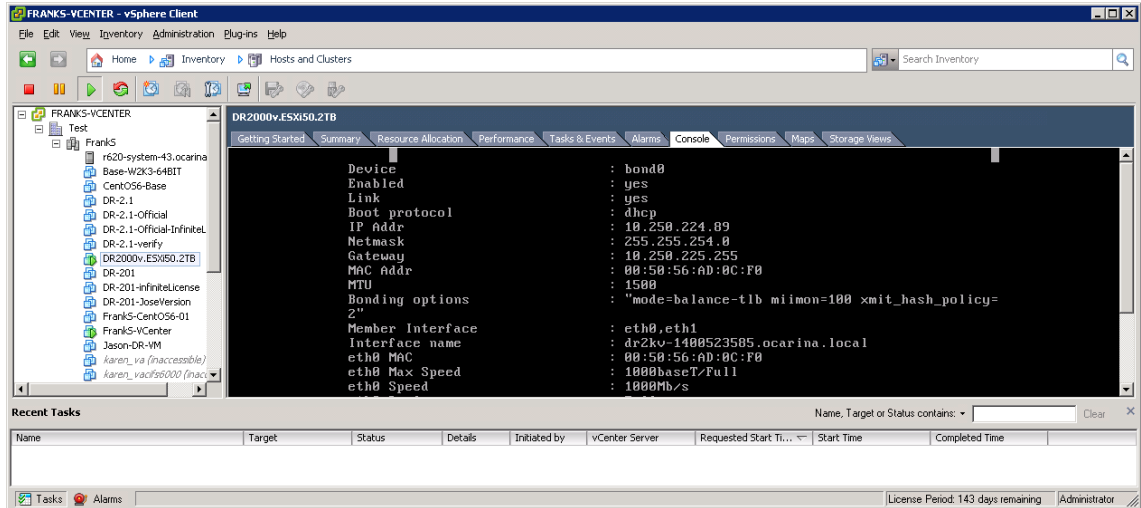 FRANKS-VCENTER - vSphere Client
File Edit View Inventory Administration Plug-ins Help
Home Inventory Hosts and Clusters
Search Inventory
FRANKS-VCENTER
Test
FrankS
r620-system-43.ocarina
Base-W2K3-64BIT
CentOS6-Base
DR-2.1
DR-2.1-Official
DR-2.1-Official-InfiniteL
DR-2.1-verify
DR2000v.ESXi50.2TB
DR-201
DR-201-infiniteLicense
DR-201-JoseVersion
FrankS-CentOS6-01
FrankS-VCenter
Jason-DR-VM
karen_va (inaccessible)
karen_vacifs6000 (inacc
DR2000v.ESXi50.2TB
Getting Started Summary Resource Allocation Performance Tasks & Events Alarms Console Permissions Maps Storage Views
Device : bond0
Enabled : yes
Link : yes
Boot protocol : dhcp
IP Addr : 10.250.224.89
Netmask : 255.255.254.0
Gateway : 10.250.225.255
MAC Addr : 00:50:56:AD:0C:F0
MTU : 1500
Bonding options : "mode=balance-tlb miimon=100 xmit_hash_policy=
2"
Member Interface : eth0,eth1
Interface name : dr2kv-1400523585.ocarina.local
eth0 MAC : 00:50:56:AD:0C:F0
eth0 Max Speed : 1000baseT/Full
eth0 Speed : 1000Mb/s
Recent Tasks
Name, Target or Status contains:
Clear
Name Target Status Details Initiated by vCenter Server Requested Start Ti... Start Time Completed Time
Tasks Alarms
License Period: 143 days remaining Administrator